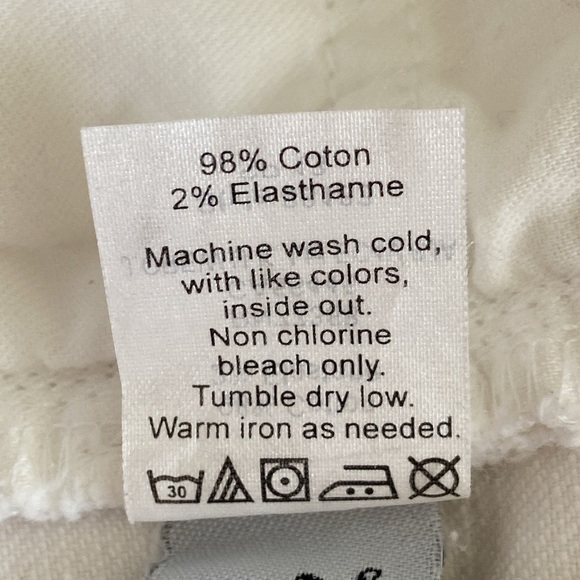 98% Coton
2% Elasthanne
Machine wash cold,
with like colors,
inside out.
Non chlorine
bleach only.
Tumble dry low.
Warm iron as needed.
30